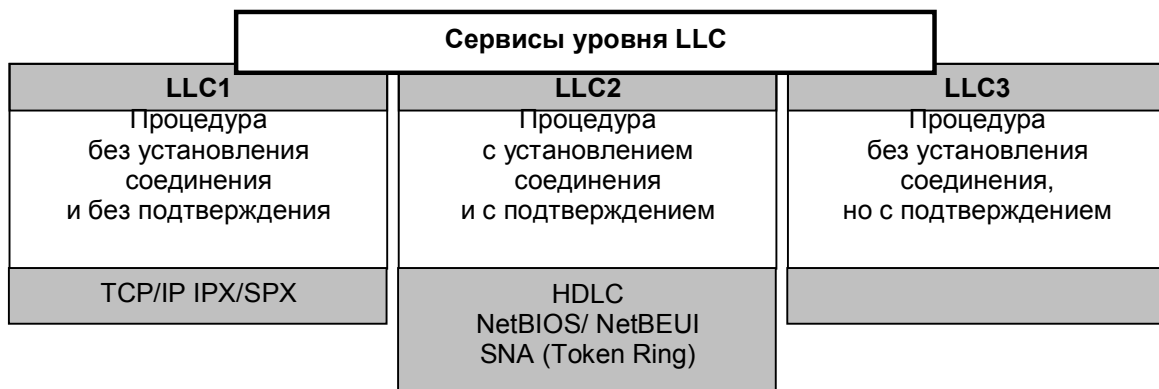 Сервисы уровня LLC
LLC1
Процедура
без установления
соединения
и без подтверждения
TCP/IP IPX/SPX
LLC2
Процедура
с установлением
соединения
и с подтверждением
HDLC
NetBIOS/ NetBEUI
SNA (Token Ring)
LLC3
Процедура
без установления
соединения,
но с подтверждением